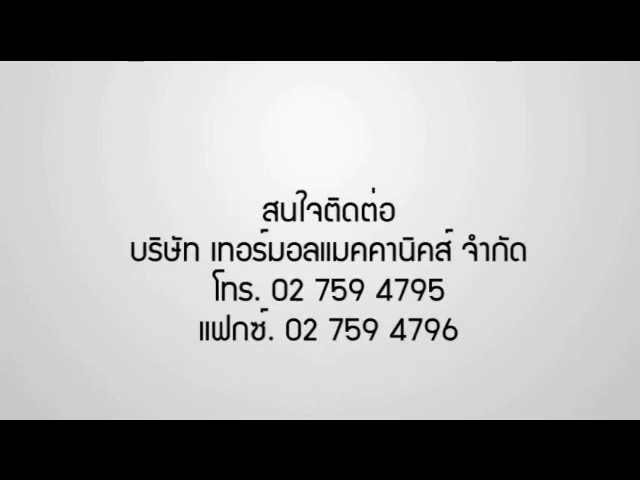 สนใจติดต่อ
บริษัท เทอร์มอลแมคคานิคส์ จำกัด
โทร. 02 759 4795
แฟกซ์. 02 759 4796